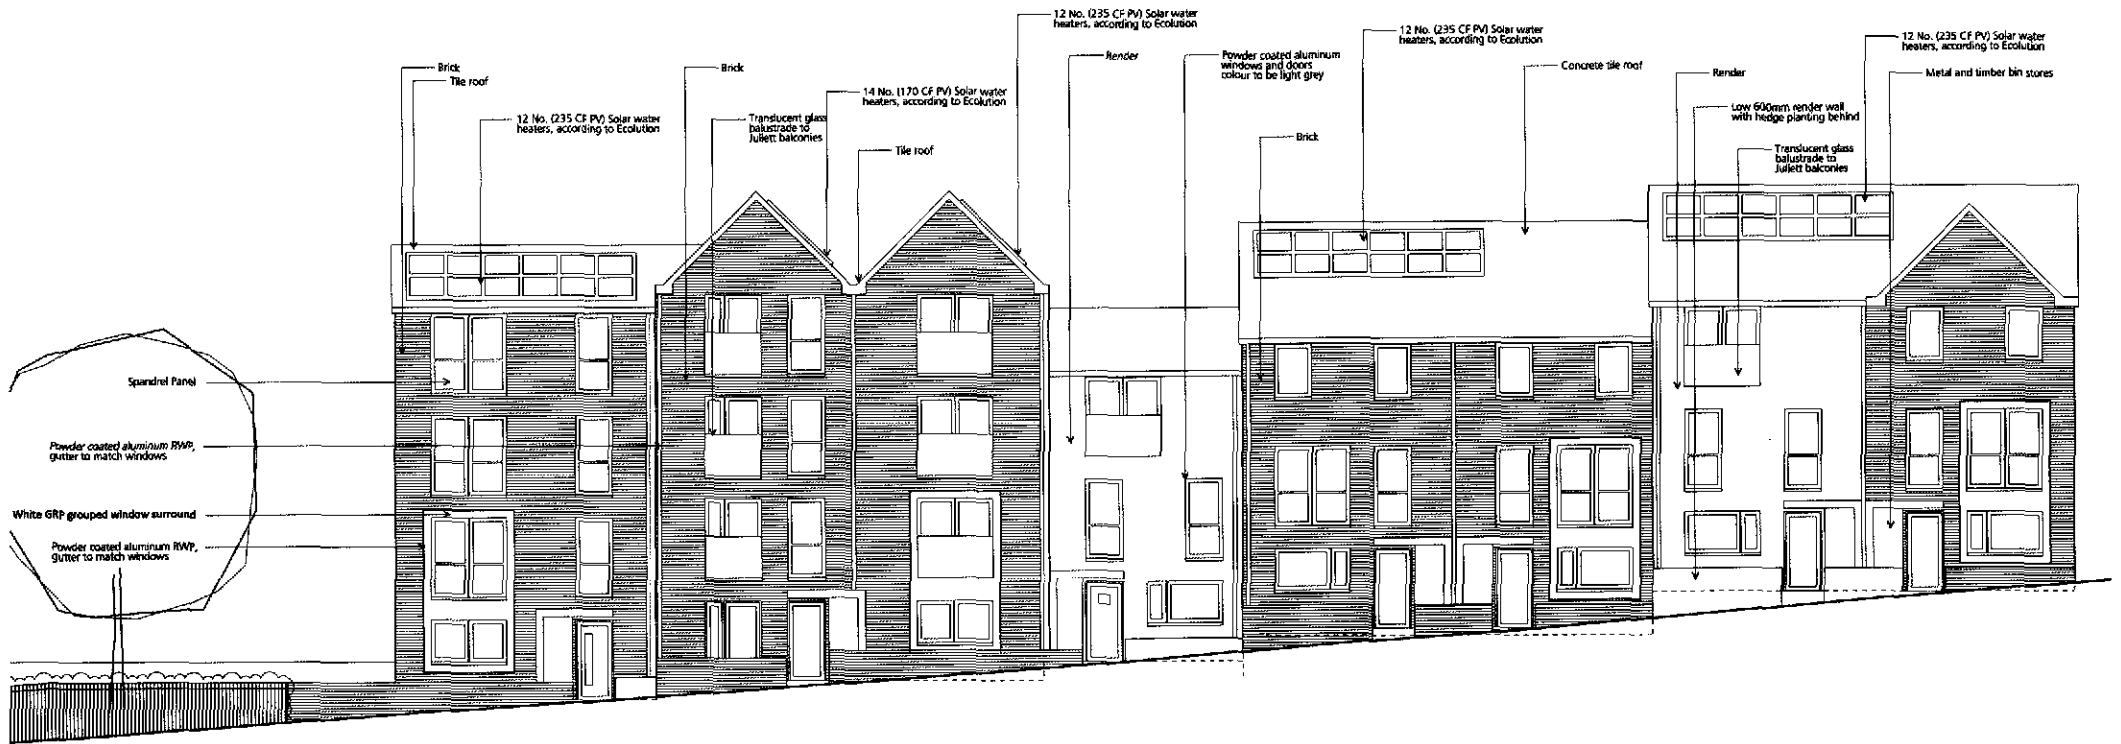 Brick
Tile roof
12 No. (235 CF PV) Solar water
heaters, according to Ecolution
Brick
Translucent glass
balustrade to
Juliett balconies
14 No. (170 CF PV) Solar water
heaters, according to Ecolution
Tile roof
12 No. (235 CF PV) Solar water
heaters, according to Ecolution
Render
Powder coated aluminum
windows and doors
colour to be light grey
Brick
12 No. (235 CF PV) Solar water
heaters, according to Ecolution
Concrete tile roof
Render
Low 600mm render wall
with hedge planting behind
Translucent glass
balustrade to
Juliett balconies
12 No. (235 CF PV) Solar water
heaters, according to Ecolution
Metal and timber bin stores
Spandrel Panel
Powder coated aluminum RWP,
gutter to match windows
White GRP grouped window surround
Powder coated aluminum RWP,
gutter to match windows